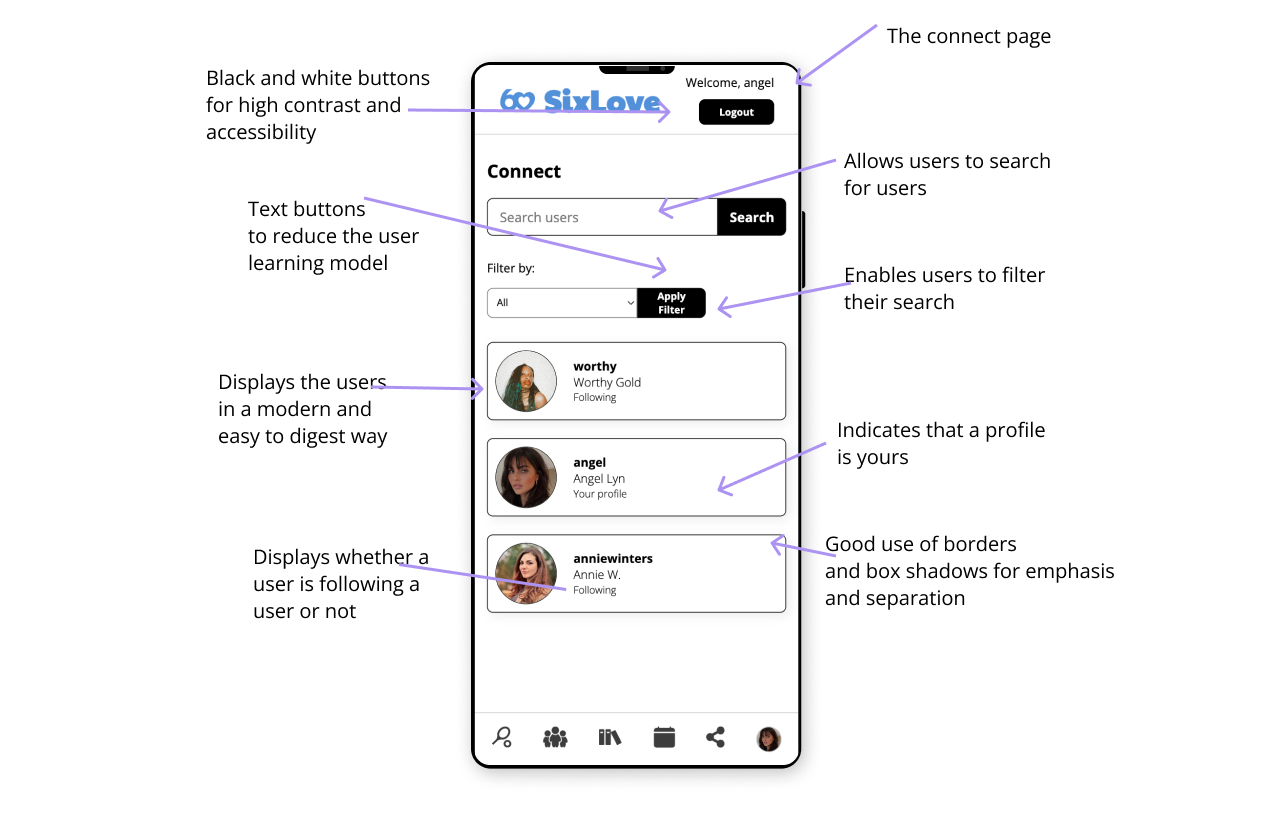 The connect page
Black and white buttons
for high contrast and
accessibility
Welcome, angel
SixLove
Logout
Connect
Allows users to search
for users
Search users
Search
Text buttons
to reduce the user
learning model
Filter by:
Enables users to filter
their search
All
Apply
Filter
Displays the users
in a modern and
easy to digest way
worthy
Worthy Gold
Following
Indicates that a profile
is yours
angel
Angel Lyn
Your profile
Displays whether a
user is following a
user or not
anniewinters
Annie W.
Following
Good use of borders
and box shadows for emphasis
and separation